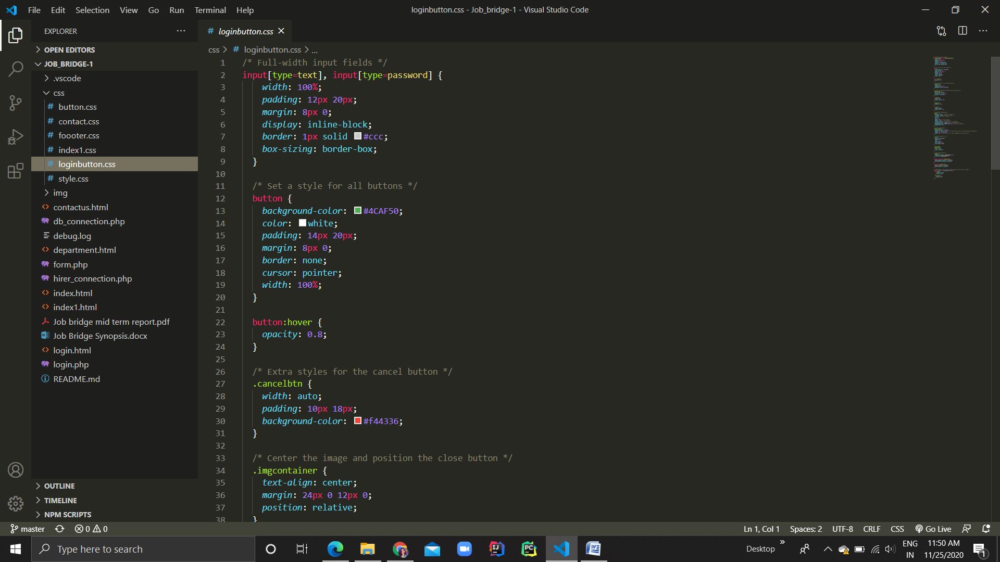 File Edit Selection View Go Run Terminal Help
loginbutton.css - Job_bridge-1 - Visual Studio Code
EXPLORER
OPEN EDITORS
JOB_BRIDGE-1
.vscode
css
# button.css
# contact.css
# foooter.css
# index1.css
# loginbutton.css
# style.css
img
<> contactus.html
db_connection.php
debug.log
<> department.html
form.php
hirer_connection.php
<> index.html
<> index1.html
Job bridge mid term report.pdf
Job Bridge Synopsis.docx
<> login.html
login.php
README.md
OUTLINE
TIMELINE
NPM SCRIPTS
# loginbutton.css
css > # loginbutton.css > ...
1 /* Full-width input fields */
2 input[type=text], input[type=password] {
3 width: 100%;
4 padding: 12px 20px;
5 margin: 8px 0;
6 display: inline-block;
7 border: 1px solid #ccc;
8 box-sizing: border-box;
9 }
10
11 /* Set a style for all buttons */
12 button {
13 background-color: #4CAF50;
14 color: white;
15 padding: 14px 20px;
16 margin: 8px 0;
17 border: none;
18 cursor: pointer;
19 width: 100%;
20 }
21
22 button:hover {
23 opacity: 0.8;
24 }
25
26 /* Extra styles for the cancel button */
27 .cancelbtn {
28 width: auto;
29 padding: 10px 18px;
30 background-color: #f44336;
31 }
32
33 /* Center the image and position the close button */
34 .imgcontainer {
35 text-align: center;
36 margin: 24px 0 12px 0;
37 position: relative;
38 }
master 0 0
Ln 1, Col 1 Spaces: 2 UTF-8 CRLF CSS Go Live
Type here to search
IJ
PC
Desktop
ENG
IN
11:50 AM
11/25/2020
1